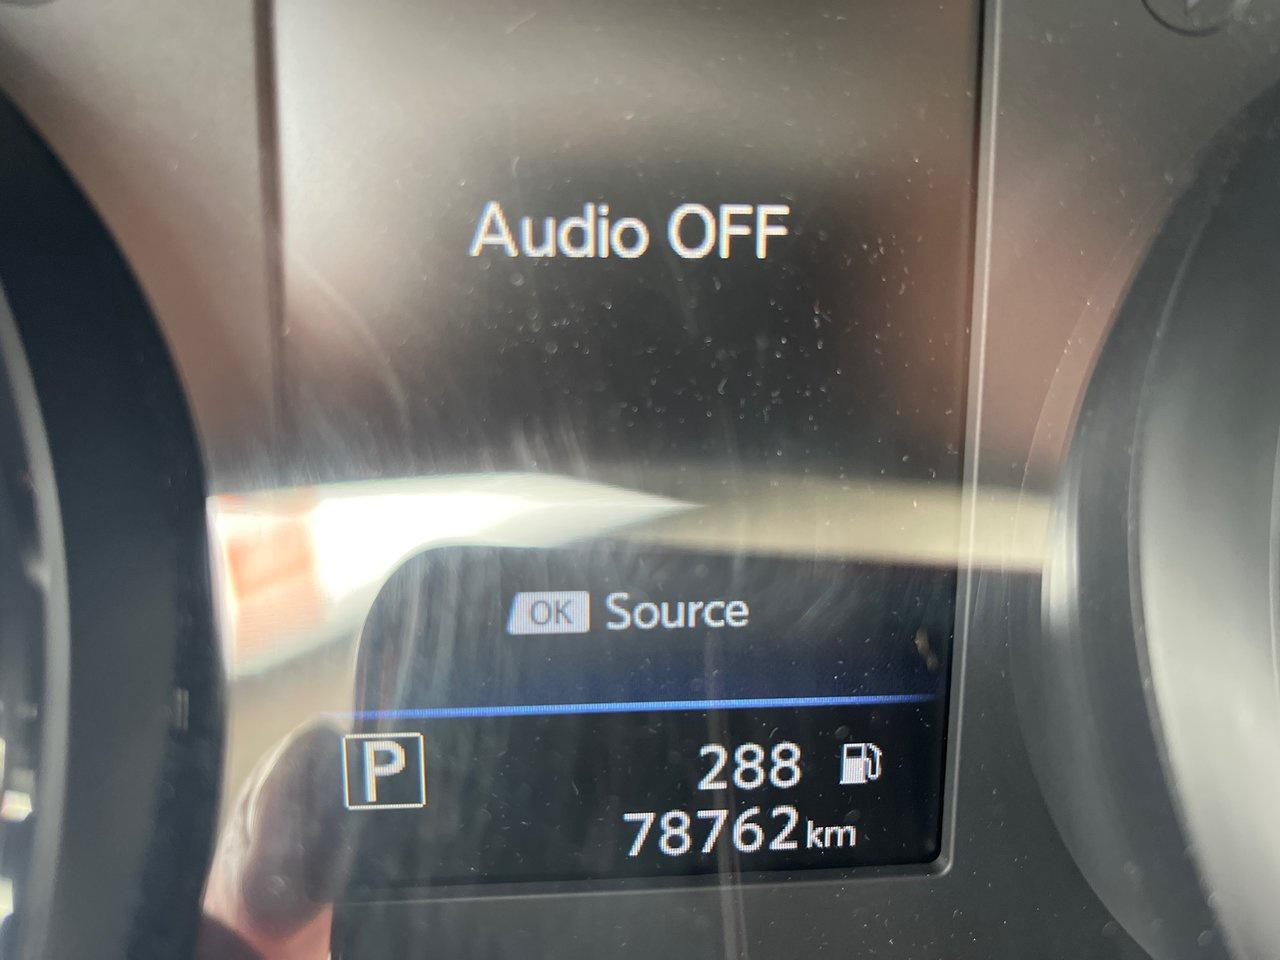 Audio OFF
OK Source
P
288
78762km